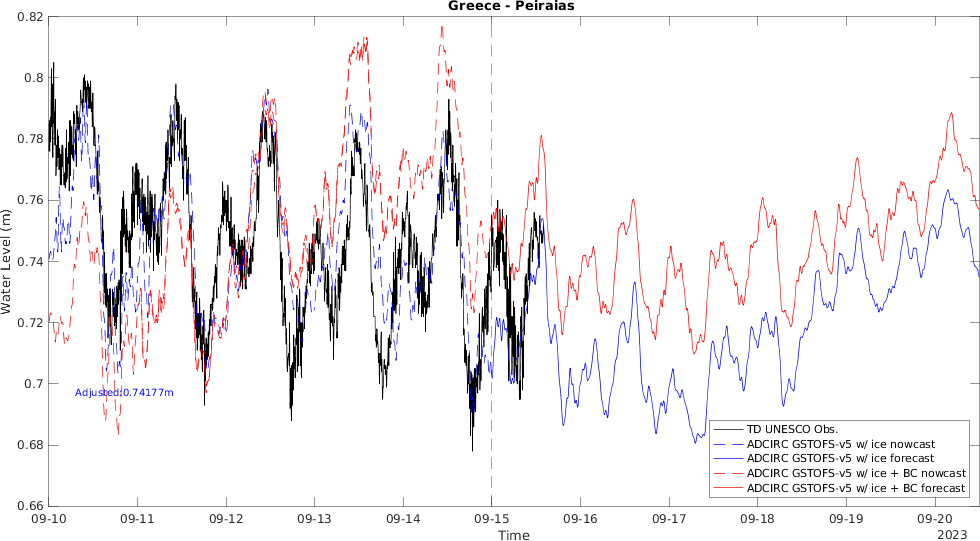 Greece - Peiraias
0.82
0.8
0.78
0.76
0.74
0.72
0.7
0.68
0.66
Water Level (m)
Adjusted:0.74177m
TD UNESCO Obs.
ADCIRC GSTOFS-v5 w/ ice nowcast
ADCIRC GSTOFS-v5 w/ ice forecast
ADCIRC GSTOFS-v5 w/ ice + BC nowcast
ADCIRC GSTOFS-v5 w/ ice + BC forecast
09-10 09-11 09-12 09-13 09-14 09-15 09-16 09-17 09-18 09-19 09-20
Time
2023